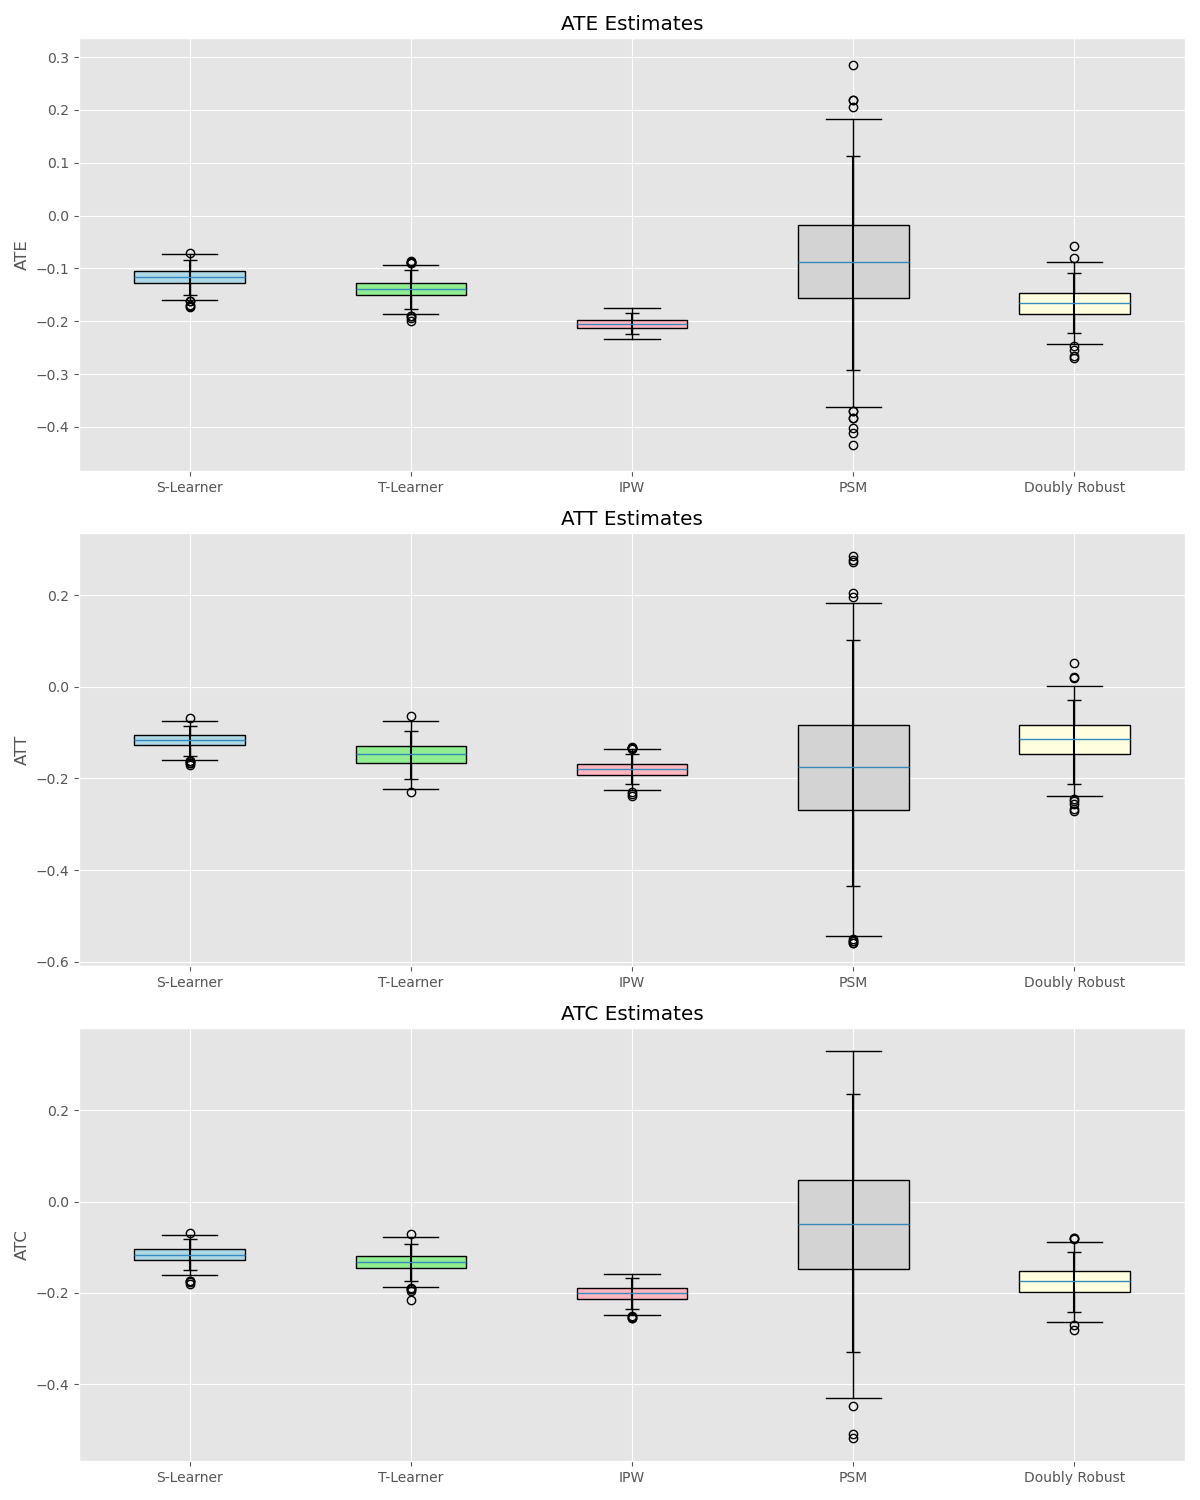 ATE Estimates
0.3
0.2
0.1
0.0
−0.1
−0.2
−0.3
−0.4
ATE
S-Learner T-Learner IPW PSM Doubly Robust
ATT Estimates
0.2
0.0
−0.2
−0.4
−0.6
ATT
S-Learner T-Learner IPW PSM Doubly Robust
ATC Estimates
0.2
0.0
−0.2
−0.4
ATC
S-Learner T-Learner IPW PSM Doubly Robust